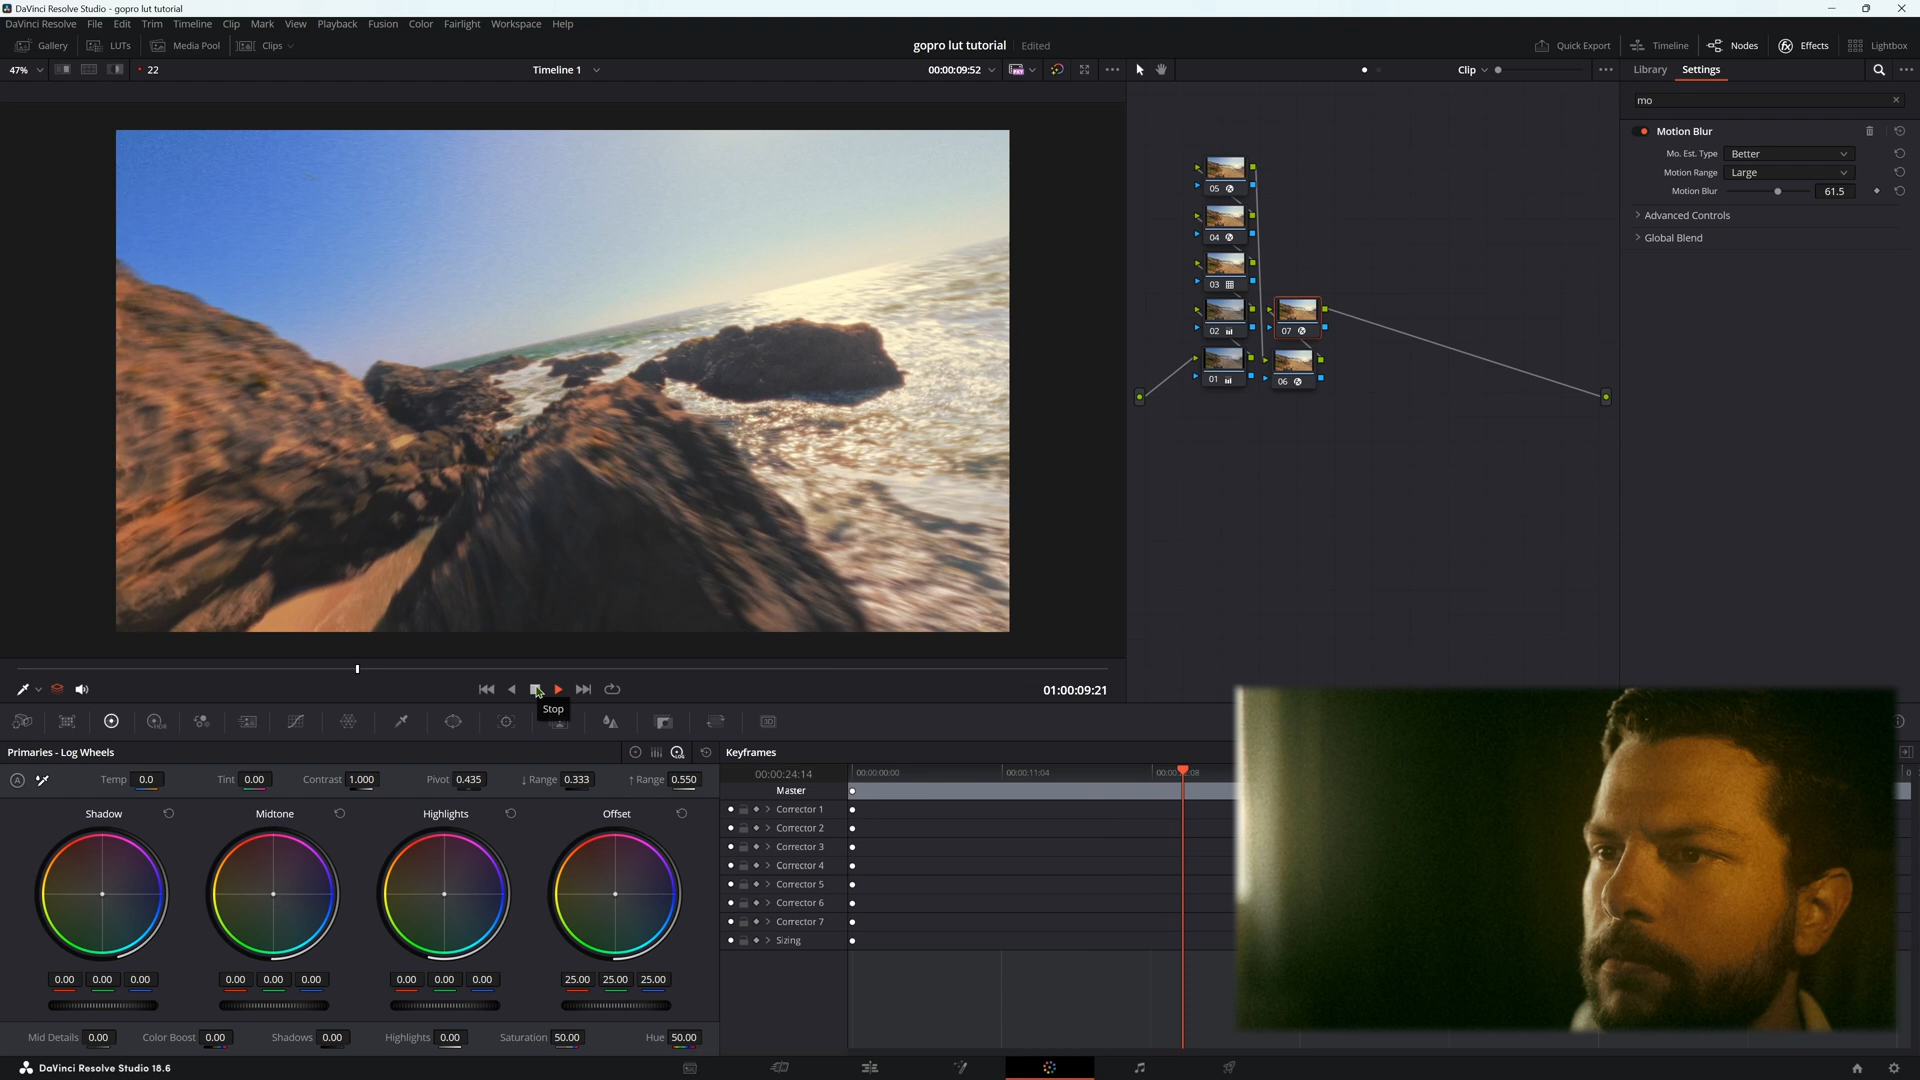 DaVinci Resolve Studio - gopro lut tutorial
DaVinci Resolve File Edit Trim Timeline Clip Mark View Playback Fusion Color Fairlight Workspace Help
Gallery LUTs Media Pool Clips gopro lut tutorial Edited Quick Export Timeline Nodes Effects Lightbox
47% 22 Timeline 1 00:00:09:52 Clip Library Settings
mo
Motion Blur
Mo. Est. Type Better
Motion Range Large
Motion Blur 61.5
Advanced Controls
Global Blend
05
04
03
02 07
01 06
01:00:09:21
Stop
Primaries - Log Wheels Keyframes
Temp 0.0 Tint 0.00 Contrast 1.000 Pivot 0.435 ↓ Range 0.333 ↑ Range 0.550
00:00:24:14 00:00:00:00 00:00:11:04
Master
Shadow Midtone Highlights Offset
Corrector 1
Corrector 2
Corrector 3
Corrector 4
Corrector 5
Corrector 6
Corrector 7
Sizing
0.00 0.00 0.00 0.00 0.00 0.00 0.00 0.00 0.00 25.00 25.00 25.00
Mid Details 0.00 Color Boost 0.00 Shadows 0.00 Highlights 0.00 Saturation 50.00 Hue 50.00
DaVinci Resolve Studio 18.6